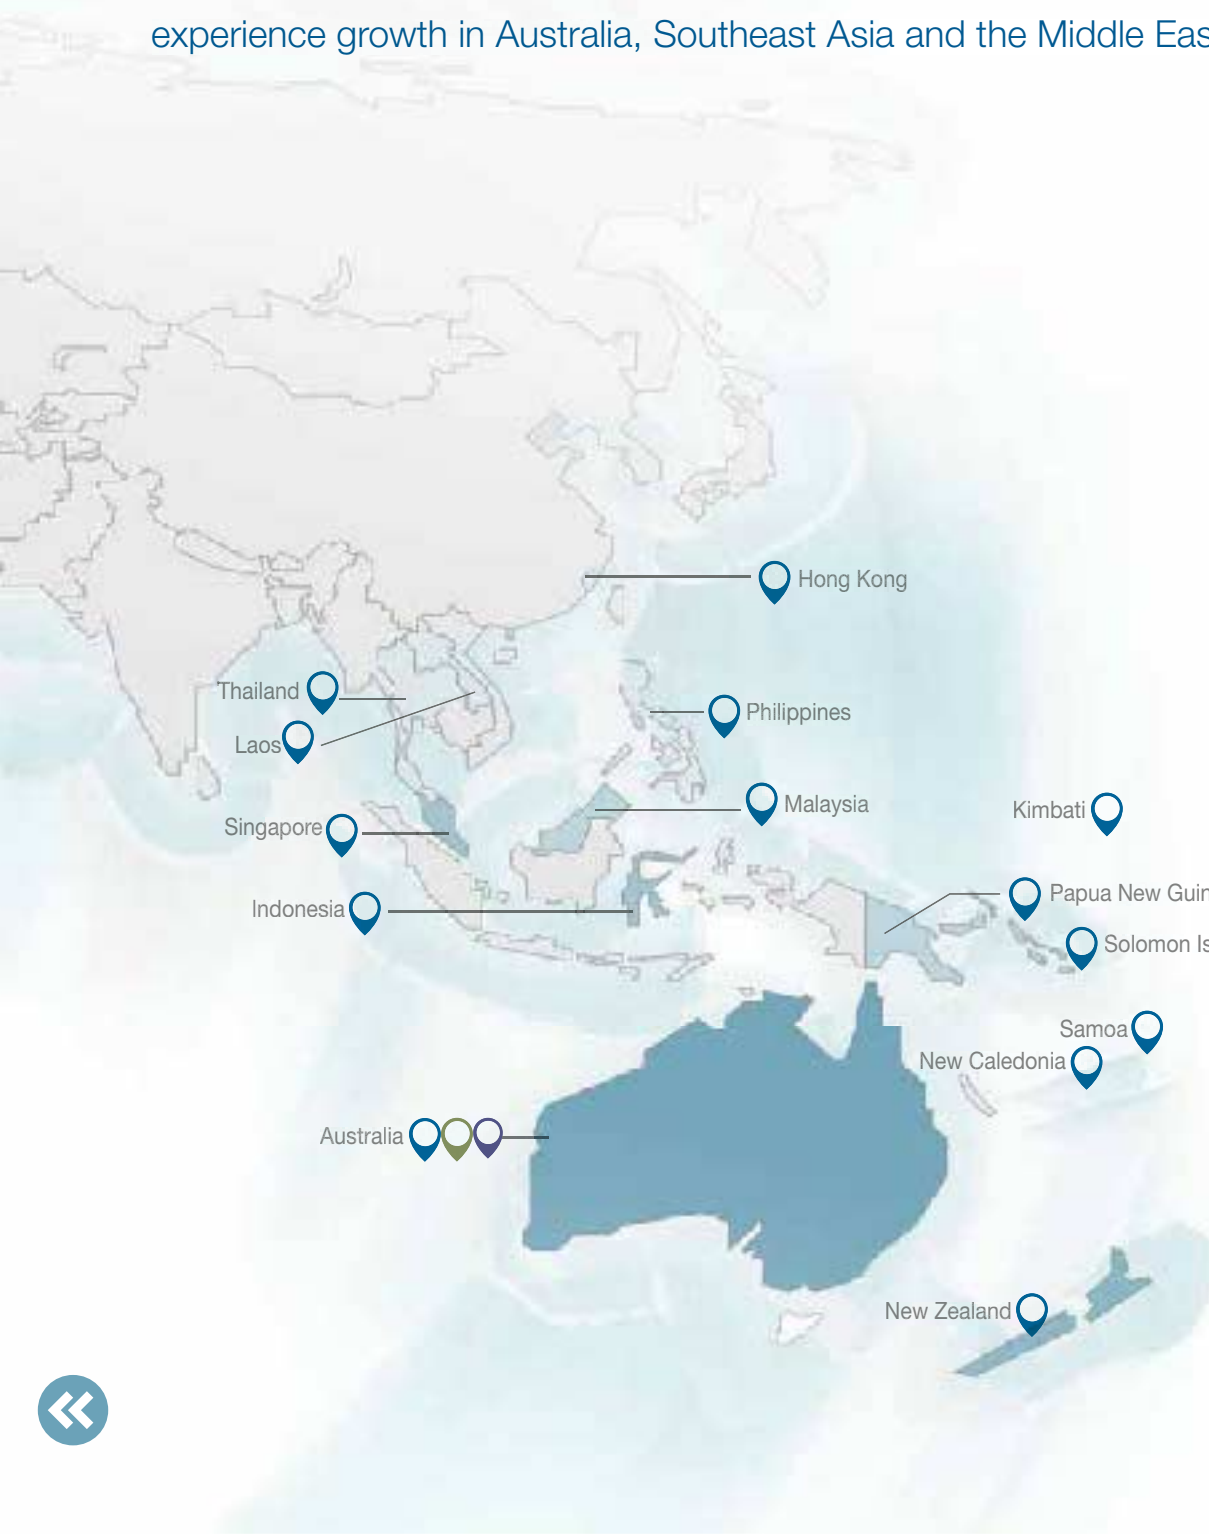 experience growth in Australia, Southeast Asia and the Middle Eas
Hong Kong
Thailand
Philippines
Laos
Malaysia
Kimbati
Singapore
Papua New Guin
Indonesia
Solomon Is
Samoa
New Caledonia
Australia
New Zealand